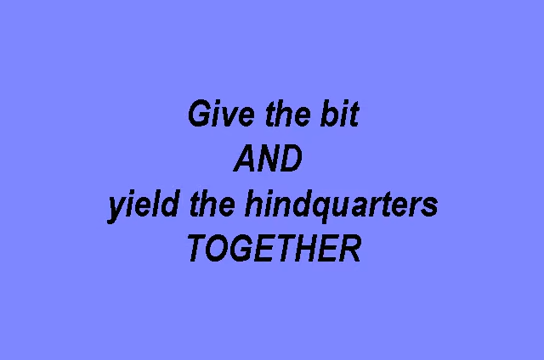 Give the bit
AND
yield the hindquarters
TOGETHER